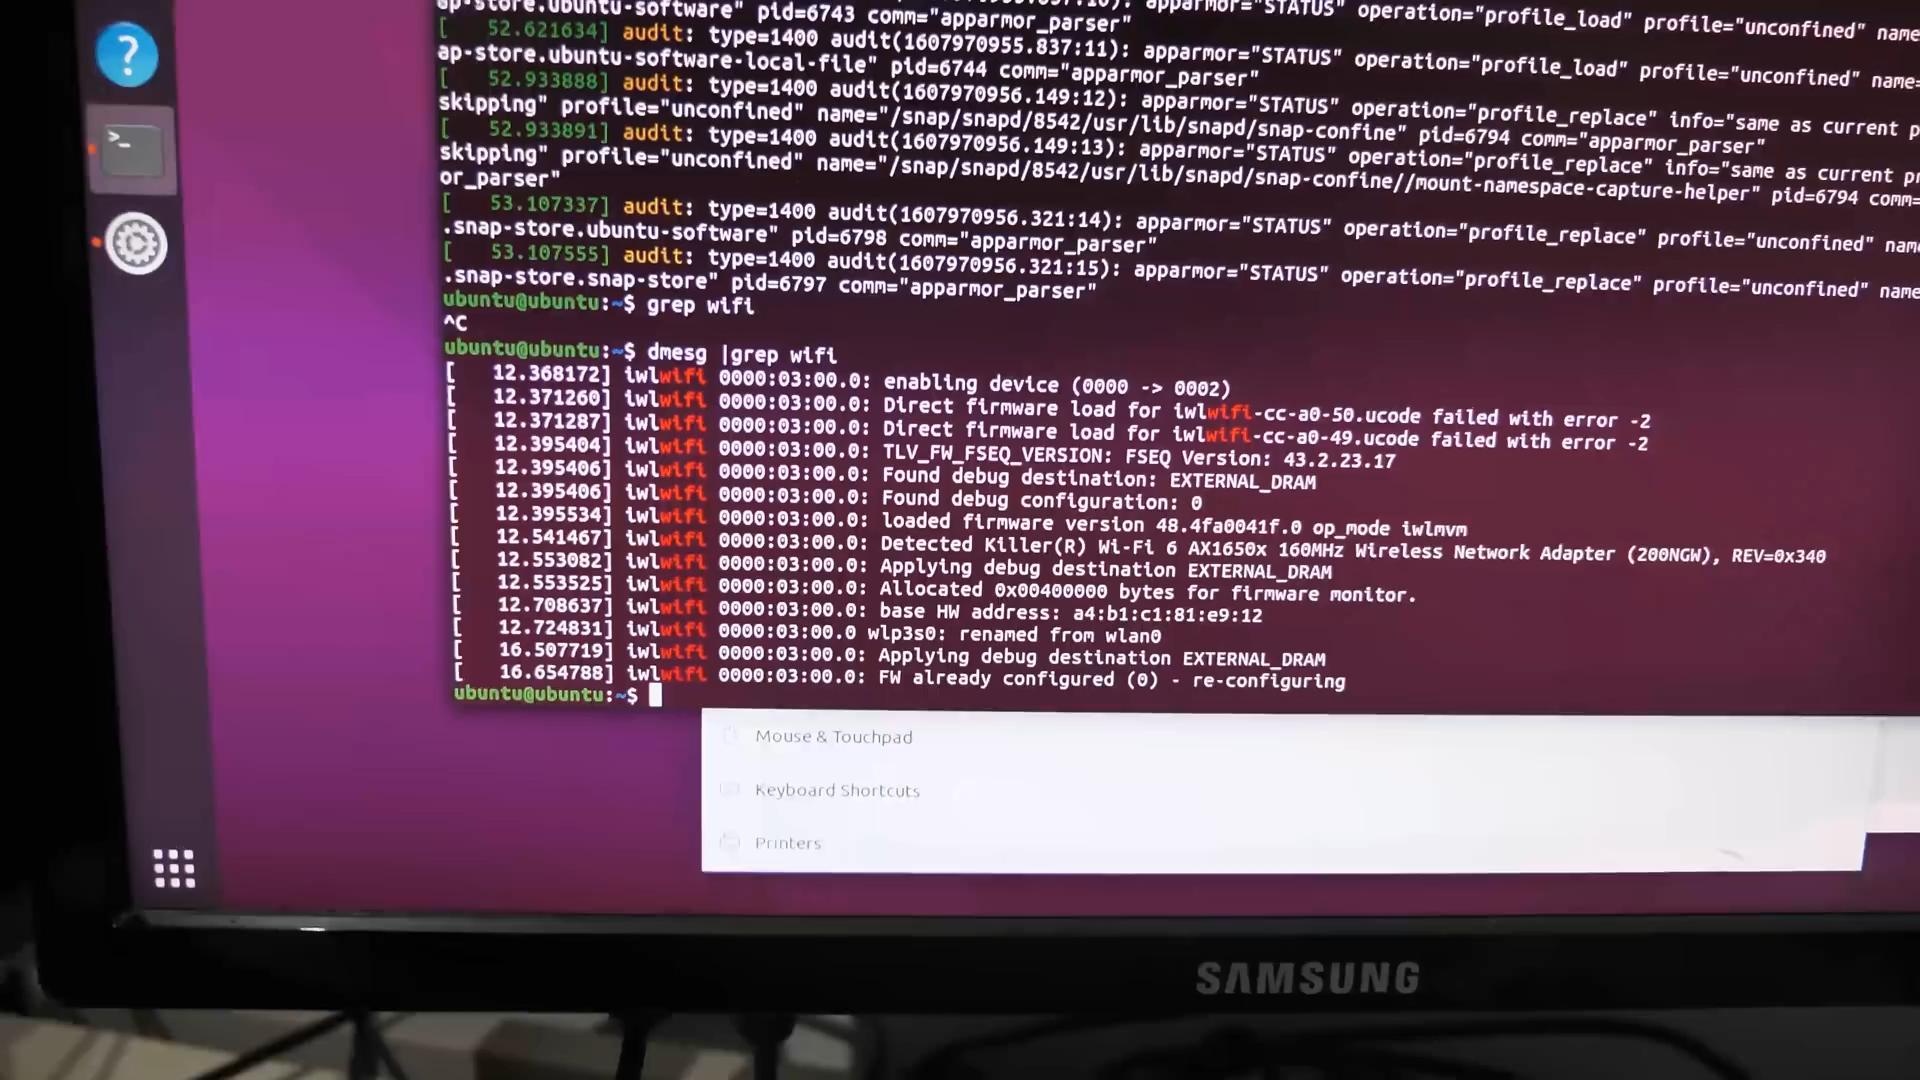 ap-store.ubuntu-software" pid=6743 comm="apparmor_parser"
apparmor="STATUS" operation="profile_load" profile="unconfined" name=
[   52.621634] audit: type=1400 audit(1607970955.837:11): apparmor="STATUS" operation="profile_load" profile="unconfined" name=
ap-store.ubuntu-software-local-file" pid=6744 comm="apparmor_parser"
[   52.933888] audit: type=1400 audit(1607970956.149:12): apparmor="STATUS" operation="profile_replace" info="same as current p
skipping" profile="unconfined" name="/snap/snapd/8542/usr/lib/snapd/snap-confine" pid=6794 comm="apparmor_parser"
[   52.933891] audit: type=1400 audit(1607970956.149:13): apparmor="STATUS" operation="profile_replace" info="same as current pr
skipping" profile="unconfined" name="/snap/snapd/8542/usr/lib/snapd/snap-confine//mount-namespace-capture-helper" pid=6794 comm=
or_parser"
[   53.107337] audit: type=1400 audit(1607970956.321:14): apparmor="STATUS" operation="profile_replace" profile="unconfined" nam
.snap-store.ubuntu-software" pid=6798 comm="apparmor_parser"
[   53.107555] audit: type=1400 audit(1607970956.321:15): apparmor="STATUS" operation="profile_replace" profile="unconfined" name
.snap-store.snap-store" pid=6797 comm="apparmor_parser"
ubuntu@ubuntu:~$ grep wifi
^C
ubuntu@ubuntu:~$ dmesg |grep wifi
[   12.368172] iwlwifi 0000:03:00.0: enabling device (0000 -> 0002)
[   12.371260] iwlwifi 0000:03:00.0: Direct firmware load for iwlwifi-cc-a0-50.ucode failed with error -2
[   12.371287] iwlwifi 0000:03:00.0: Direct firmware load for iwlwifi-cc-a0-49.ucode failed with error -2
[   12.395404] iwlwifi 0000:03:00.0: TLV_FW_FSEQ_VERSION: FSEQ Version: 43.2.23.17
[   12.395406] iwlwifi 0000:03:00.0: Found debug destination: EXTERNAL_DRAM
[   12.395406] iwlwifi 0000:03:00.0: Found debug configuration: 0
[   12.395534] iwlwifi 0000:03:00.0: loaded firmware version 48.4fa0041f.0 op_mode iwlmvm
[   12.541467] iwlwifi 0000:03:00.0: Detected Killer(R) Wi-Fi 6 AX1650x 160MHz Wireless Network Adapter (200NGW), REV=0x340
[   12.553082] iwlwifi 0000:03:00.0: Applying debug destination EXTERNAL_DRAM
[   12.553525] iwlwifi 0000:03:00.0: Allocated 0x00400000 bytes for firmware monitor.
[   12.708637] iwlwifi 0000:03:00.0: base HW address: a4:b1:c1:81:e9:12
[   12.724831] iwlwifi 0000:03:00.0 wlp3s0: renamed from wlan0
[   16.507719] iwlwifi 0000:03:00.0: Applying debug destination EXTERNAL_DRAM
[   16.654788] iwlwifi 0000:03:00.0: FW already configured (0) - re-configuring
ubuntu@ubuntu:~$
Mouse & Touchpad
Keyboard Shortcuts
Printers
SAMSUNG